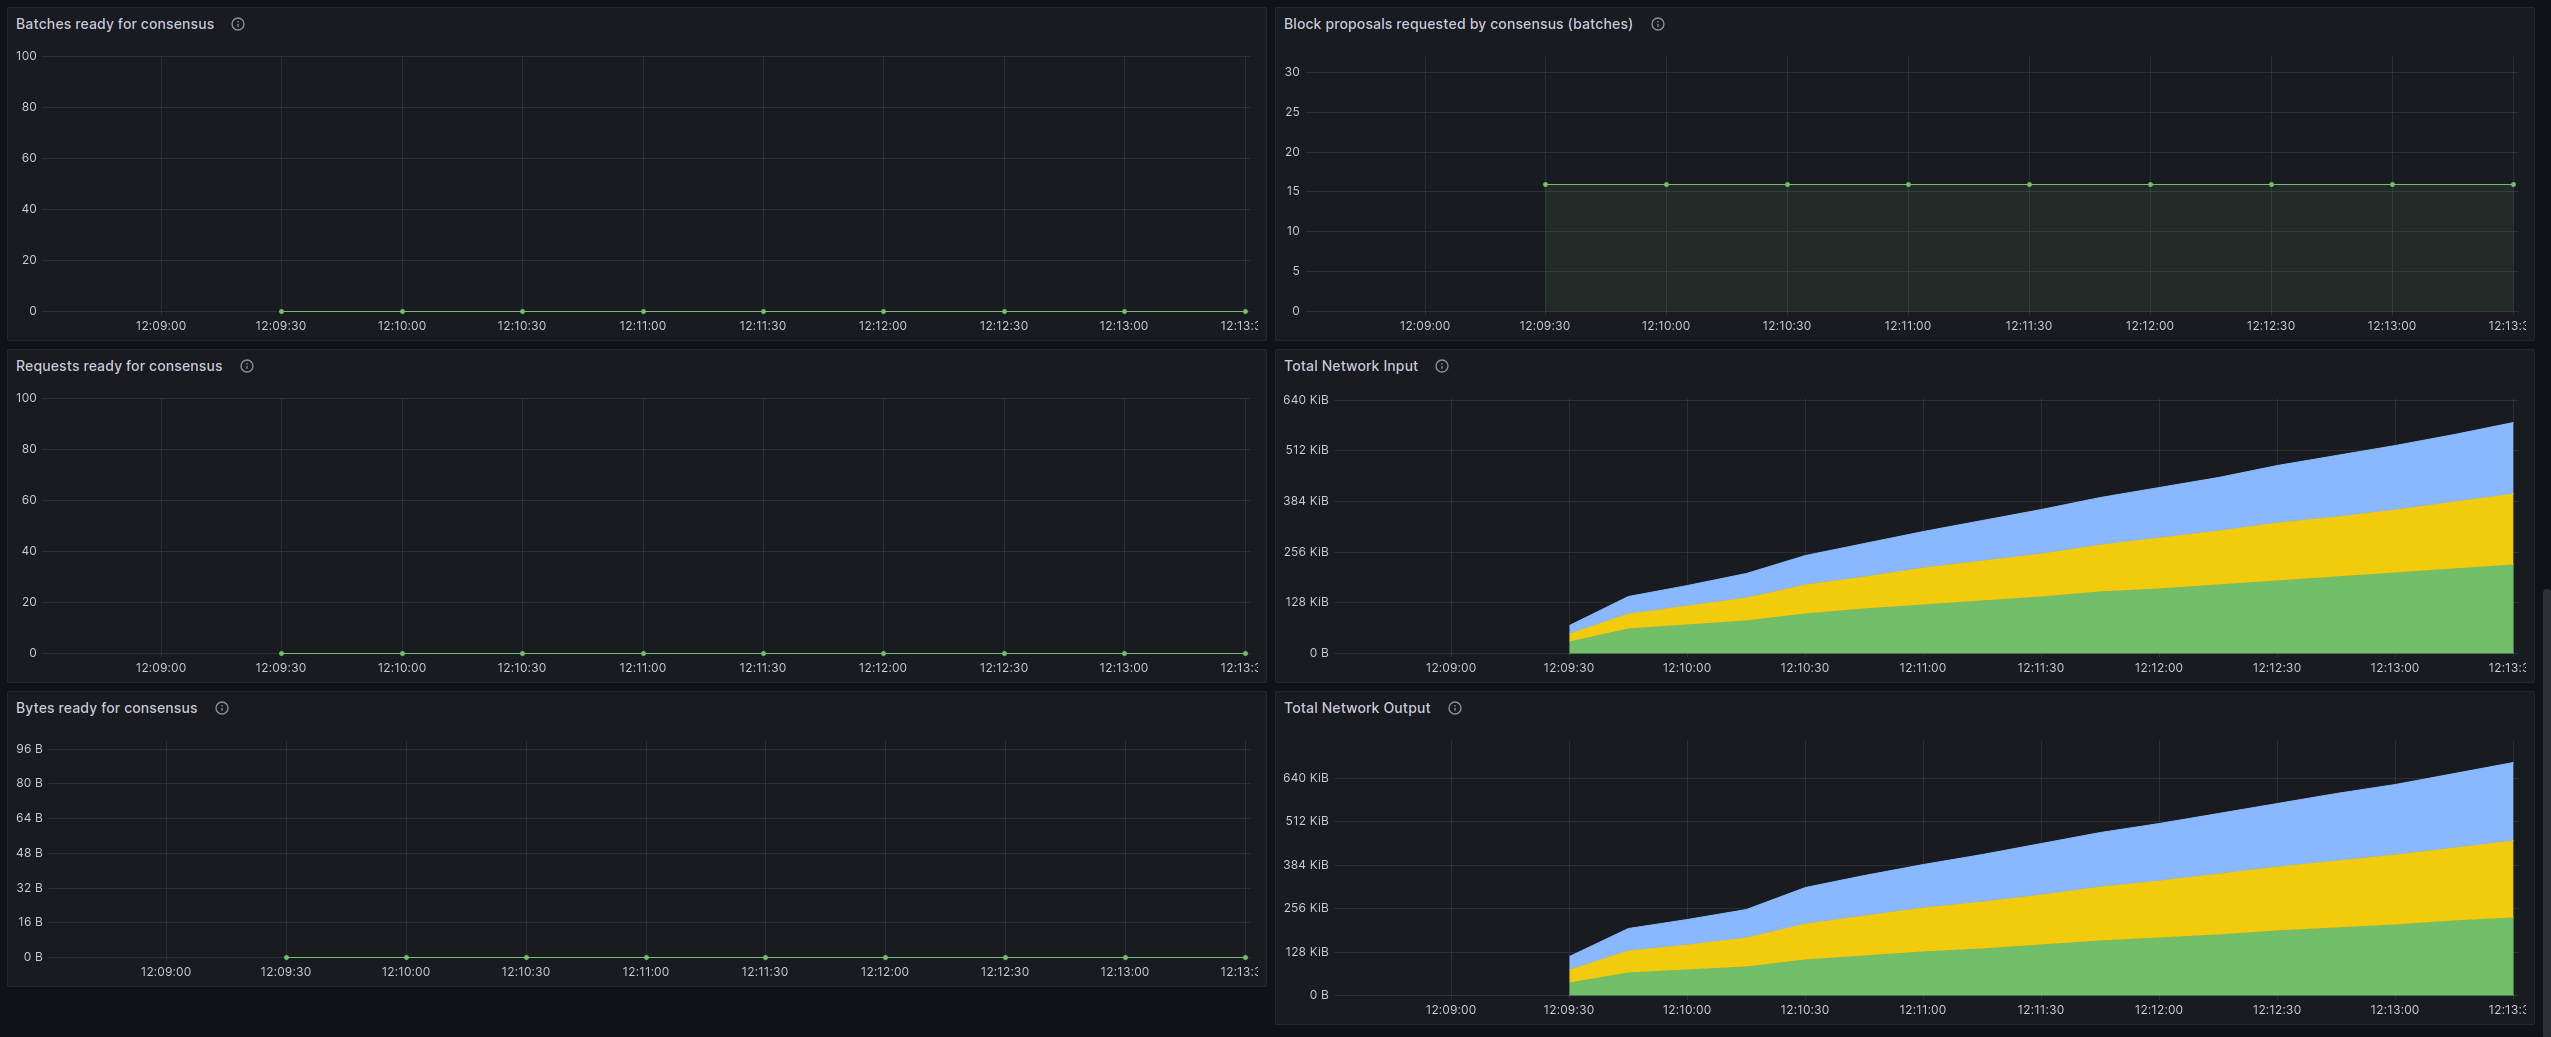 Batches ready for consensus
100
80
60
40
20
0
12:09:00 12:09:30 12:10:00 12:10:30 12:11:00 12:11:30 12:12:00 12:12:30 12:13:00 12:13:
Block proposals requested by consensus (batches)
30
25
20
15
10
5
0
12:09:00 12:09:30 12:10:00 12:10:30 12:11:00 12:11:30 12:12:00 12:12:30 12:13:00 12:13:
Requests ready for consensus
100
80
60
40
20
0
12:09:00 12:09:30 12:10:00 12:10:30 12:11:00 12:11:30 12:12:00 12:12:30 12:13:00 12:13:
Total Network Input
640 KiB
512 KiB
384 KiB
256 KiB
128 KiB
0 B
12:09:00 12:09:30 12:10:00 12:10:30 12:11:00 12:11:30 12:12:00 12:12:30 12:13:00 12:13:
Bytes ready for consensus
96 B
80 B
64 B
48 B
32 B
16 B
0 B
12:09:00 12:09:30 12:10:00 12:10:30 12:11:00 12:11:30 12:12:00 12:12:30 12:13:00 12:13:
Total Network Output
640 KiB
512 KiB
384 KiB
256 KiB
128 KiB
0 B
12:09:00 12:09:30 12:10:00 12:10:30 12:11:00 12:11:30 12:12:00 12:12:30 12:13:00 12:13: